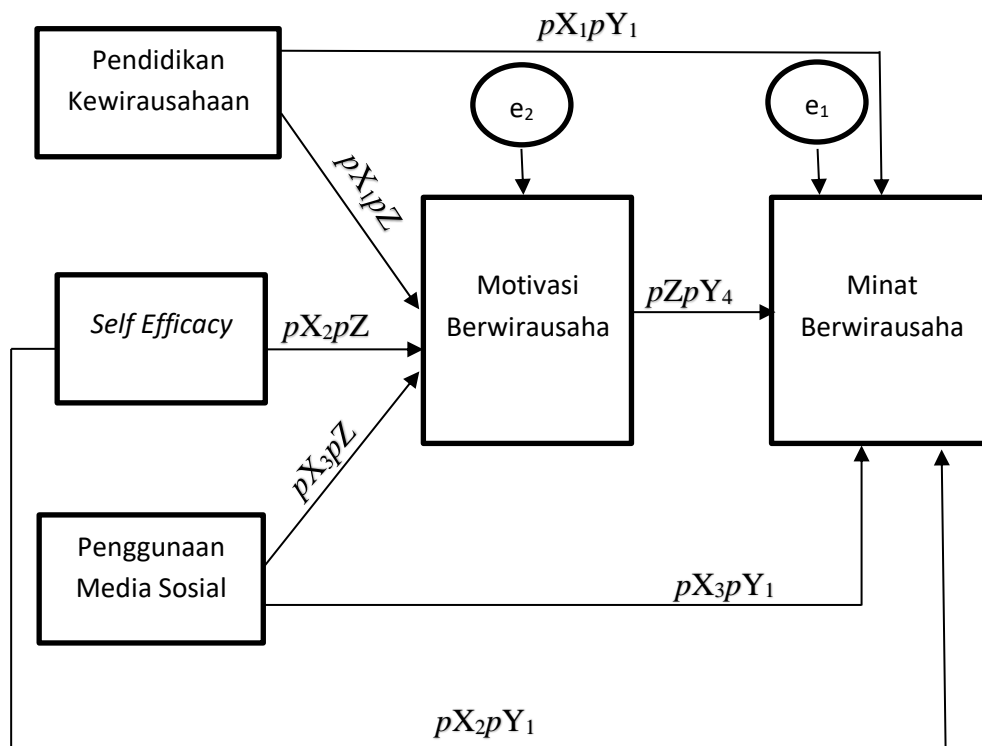 pX₁pY₁
Pendidikan
Kewirausahaan
e₂
e₁
pX₁pZ
Motivasi
Berwirausaha
pZpY₄
Minat
Berwirausaha
Self Efficacy
pX₂pZ
pX₃pZ
Penggunaan
Media Sosial
pX₃pY₁
pX₂pY₁